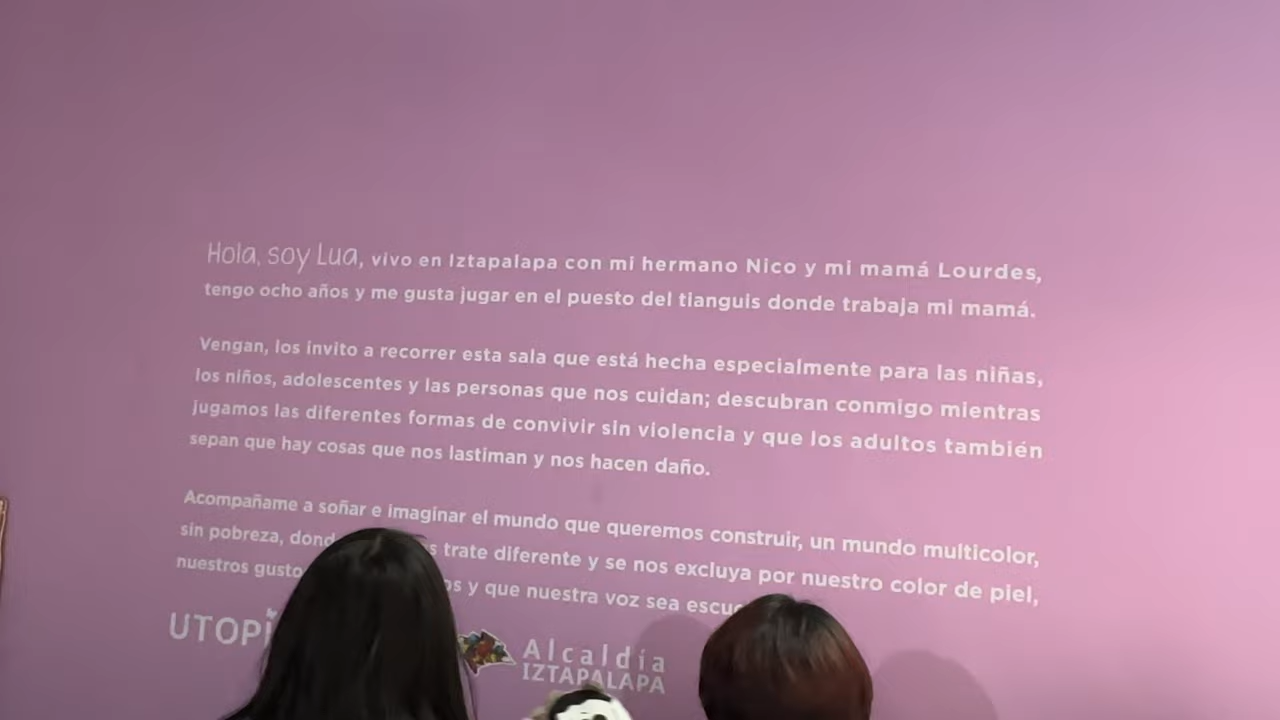 Hola, soy Lua, vivo en Iztapalapa con mi hermano Nico y mi mamá Lourdes,
tengo ocho años y me gusta jugar en el puesto del tianguis donde trabaja mi mamá.
Vengan, los invito a recorrer esta sala que está hecha especialmente para las niñas,
los niños, adolescentes y las personas que nos cuidan; descubran conmigo mientras
jugamos las diferentes formas de convivir sin violencia y que los adultos también
sepan que hay cosas que nos lastiman y nos hacen daño.
Acompañame a soñar e imaginar el mundo que queremos construir, un mundo multicolor,
sin pobreza, trate diferente y se nos excluya por nuestro color de piel,
nuestros y que nuestra voz sea
Alcaldía
IZTAPALAPA